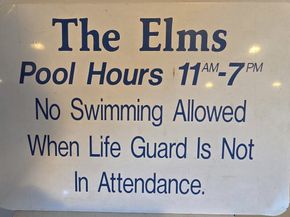 The Elms
Pool Hours 11AM-7PM
No Swimming Allowed
When Life Guard Is Not
In Attendance.